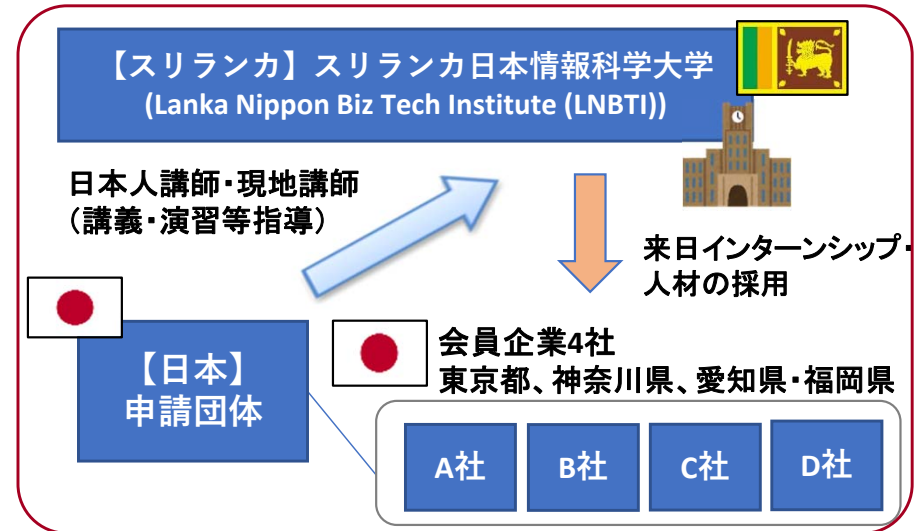 【スリランカ】スリランカ日本情報科学大学
(Lanka Nippon Biz Tech Institute (LNBTI))
日本人講師・現地講師
（講義・演習等指導）
来日インターンシップ・
人材の採用
【日本】
申請団体
会員企業4社
東京都、神奈川県、愛知県・福岡県
A社
B社
C社
D社